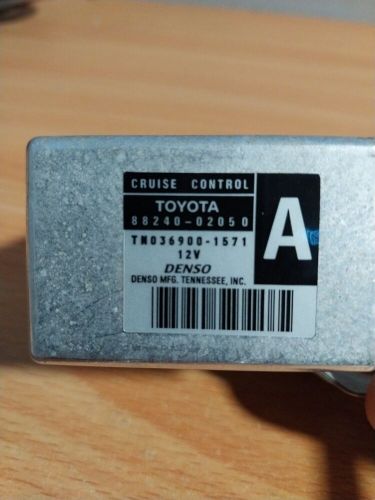 CRUISE CONTROL
TOYOTA
88240-02050
A
TN036900-1571
12V
DENSO
DENSO MFG. TENNESSEE, INC.